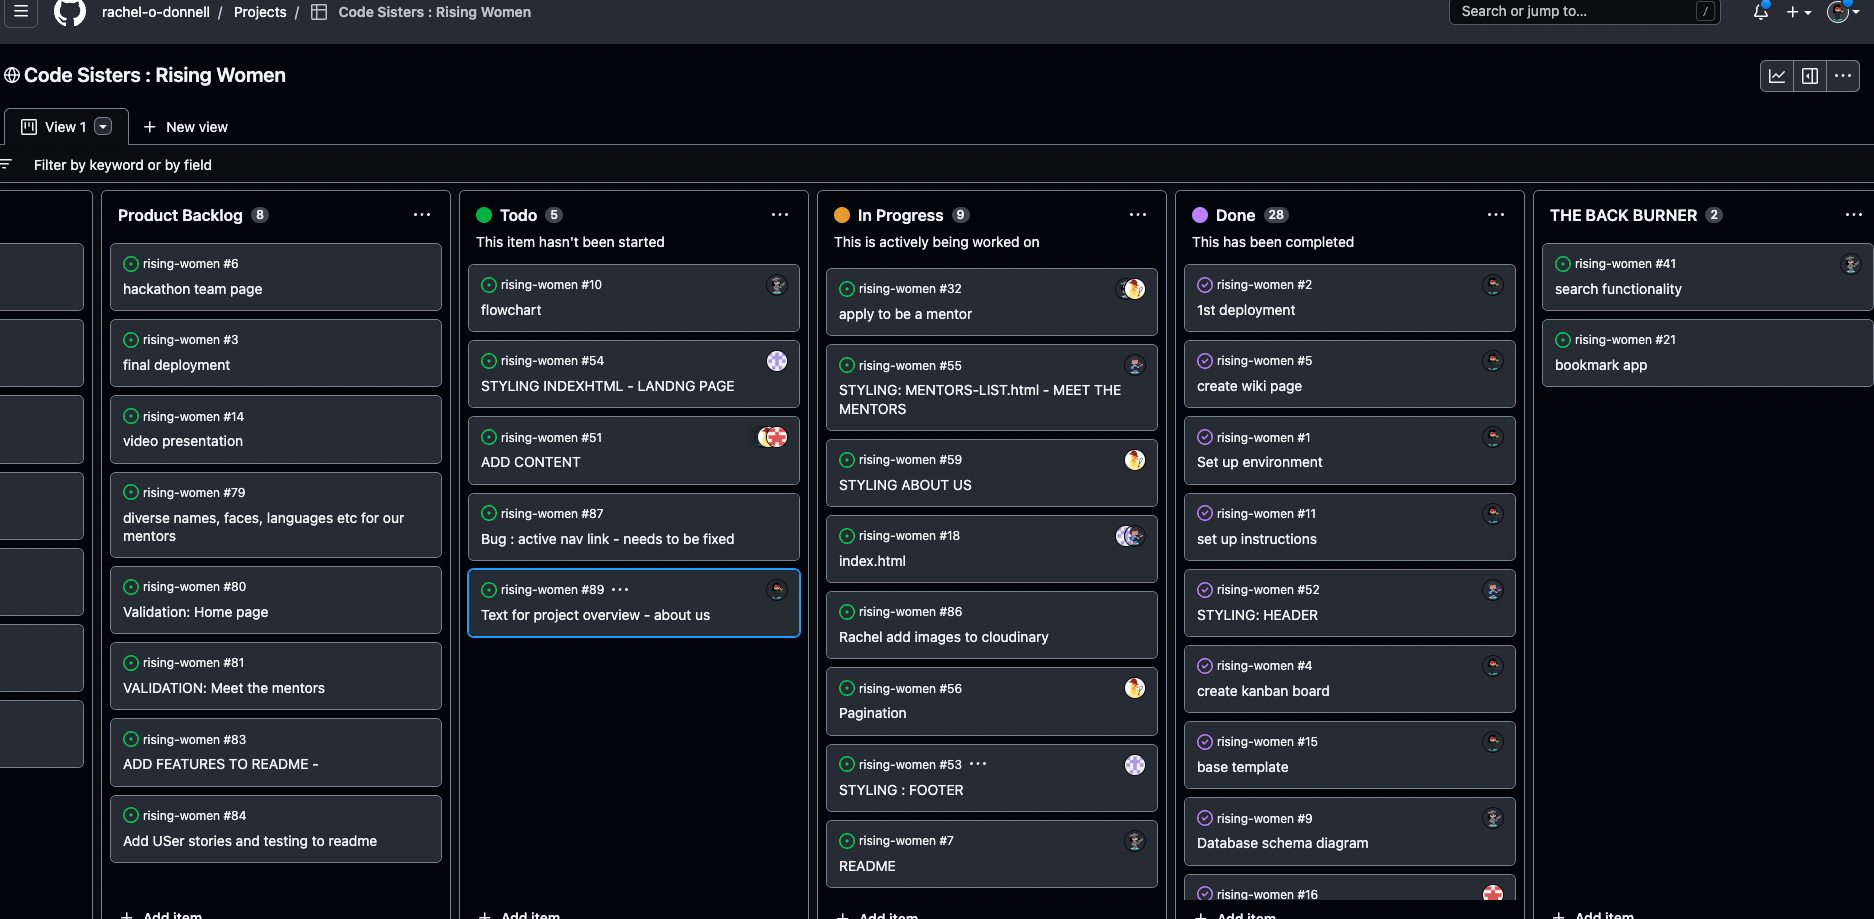 rachel-o-donnell / Projects / Code Sisters : Rising Women
Search or jump to... /
Code Sisters : Rising Women
View 1
New view
Filter by keyword or by field
Product Backlog 8
rising-women #6
hackathon team page
rising-women #3
final deployment
rising-women #14
video presentation
rising-women #79
diverse names, faces, languages etc for our
mentors
rising-women #80
Validation: Home page
rising-women #81
VALIDATION: Meet the mentors
rising-women #83
ADD FEATURES TO README -
rising-women #84
Add USer stories and testing to readme
Add item
Todo 5
This item hasn't been started
rising-women #10
flowchart
rising-women #54
STYLING INDEXHTML - LANDNG PAGE
rising-women #51
ADD CONTENT
rising-women #87
Bug : active nav link - needs to be fixed
rising-women #89 ...
Text for project overview - about us
Add item
In Progress 9
This is actively being worked on
rising-women #32
apply to be a mentor
rising-women #55
STYLING: MENTORS-LIST.html - MEET THE
MENTORS
rising-women #59
STYLING ABOUT US
rising-women #18
index.html
rising-women #86
Rachel add images to cloudinary
rising-women #56
Pagination
rising-women #53 ...
STYLING : FOOTER
rising-women #7
README
Add item
Done 28
This has been completed
rising-women #2
1st deployment
rising-women #5
create wiki page
rising-women #1
Set up environment
rising-women #11
set up instructions
rising-women #52
STYLING: HEADER
rising-women #4
create kanban board
rising-women #15
base template
rising-women #9
Database schema diagram
rising-women #16
Add item
THE BACK BURNER 2
rising-women #41
search functionality
rising-women #21
bookmark app
Add item